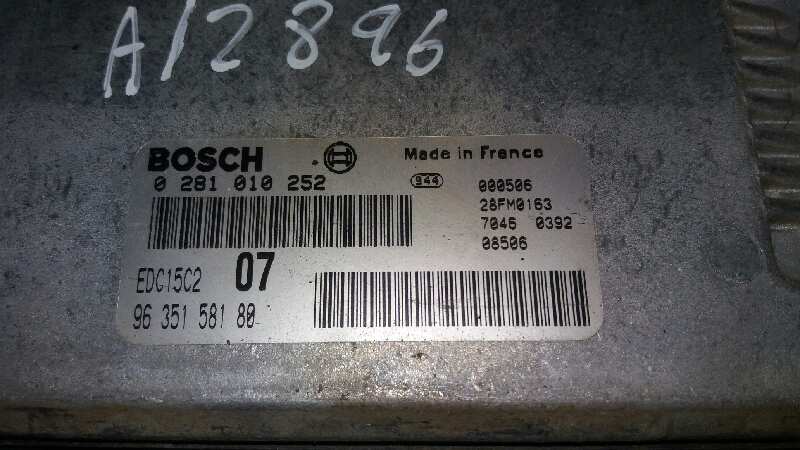 A12896
BOSCH Made in France
0 281 010 252 944 000506
28FM0163
7046 0392
08506
EDC15C2 07
96 351 581 80